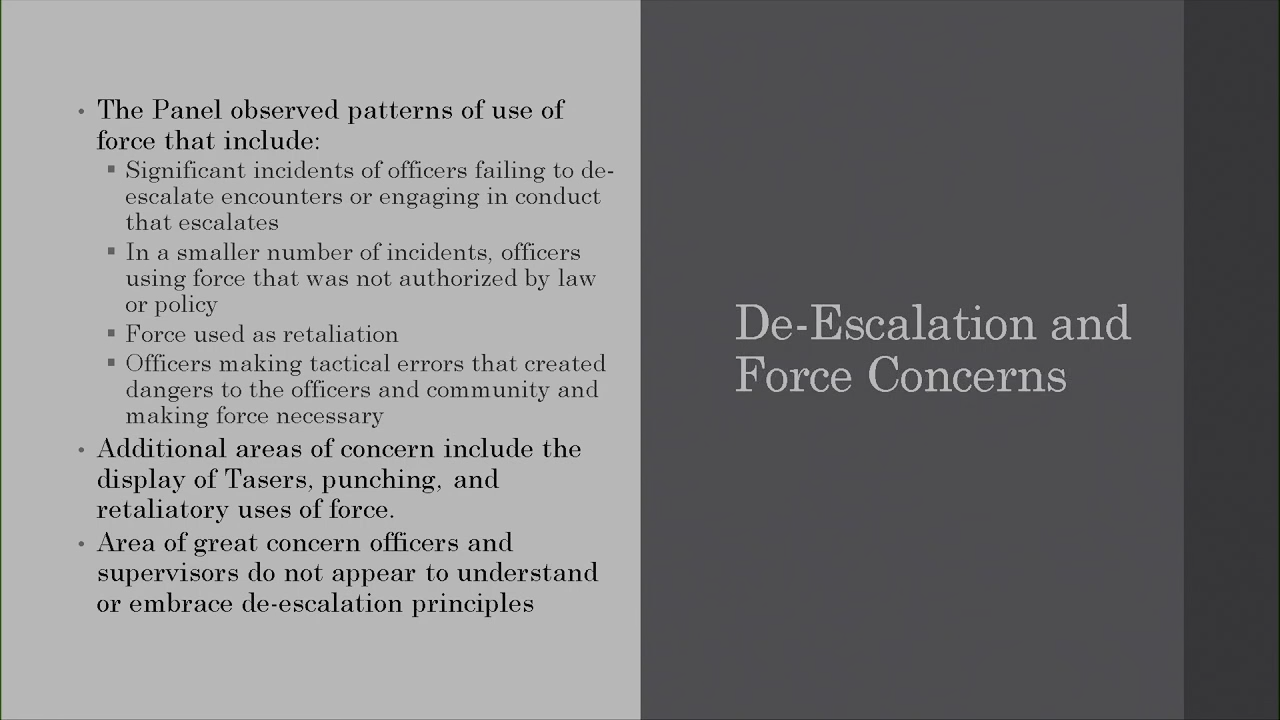 • The Panel observed patterns of use of
force that include:
▪ Significant incidents of officers failing to de-
escalate encounters or engaging in conduct
that escalates
▪ In a smaller number of incidents, officers
using force that was not authorized by law
or policy
▪ Force used as retaliation
▪ Officers making tactical errors that created
dangers to the officers and community and
making force necessary
• Additional areas of concern include the
display of Tasers, punching, and
retaliatory uses of force.
• Area of great concern officers and
supervisors do not appear to understand
or embrace de-escalation principles
De-Escalation and
Force Concerns